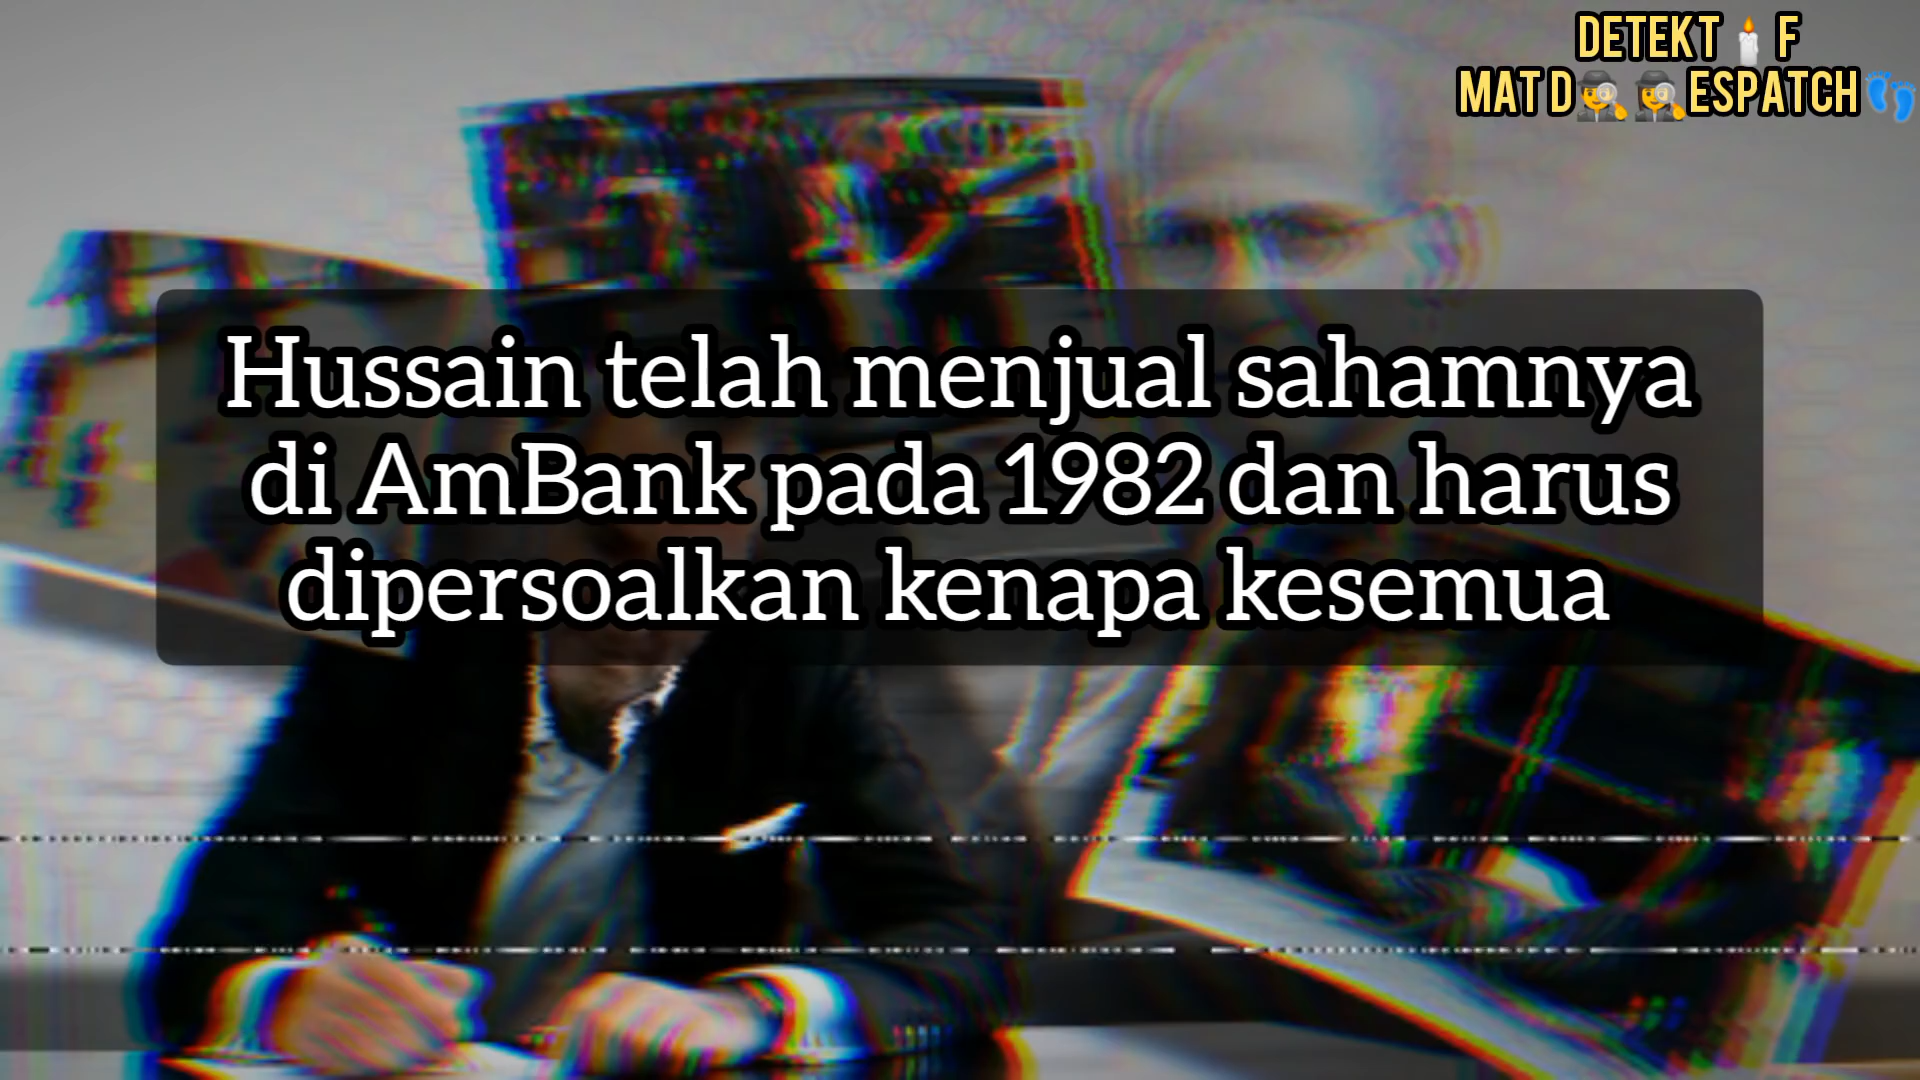 DETEKT🕯️F
MAT D🕵️🕵️ESPATCH👣
Hussain telah menjual sahamnya
di AmBank pada 1982 dan harus
dipersoalkan kenapa kesemua